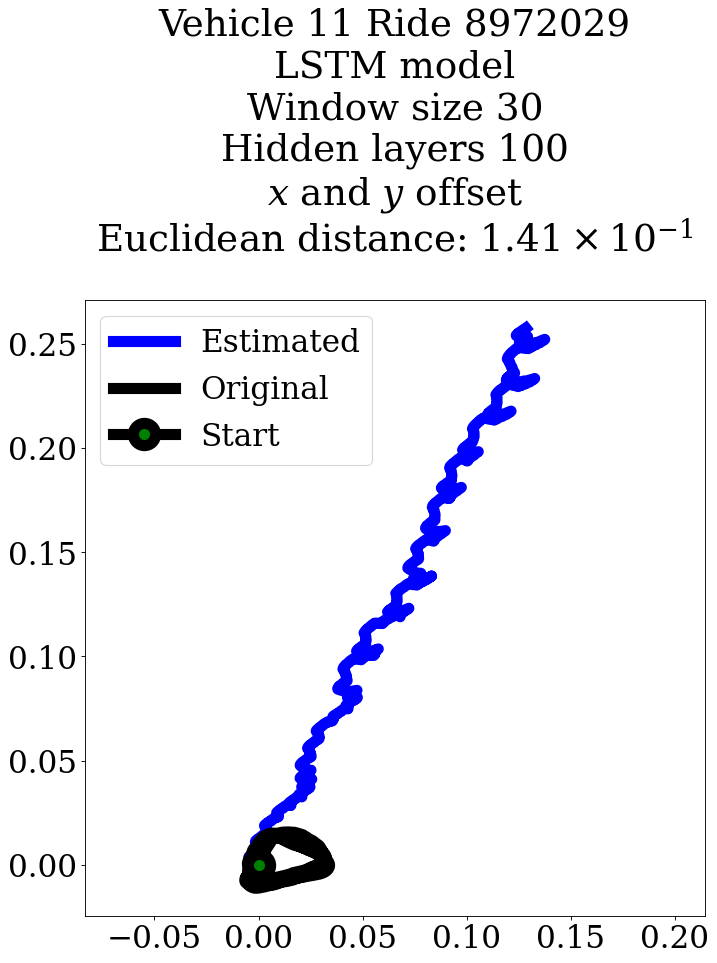 Vehicle 11 Ride 8972029
LSTM model
Window size 30
Hidden layers 100
x and y offset
Euclidean distance: 1.41 × 10⁻¹
Estimated
Original
Start
0.25
0.20
0.15
0.10
0.05
0.00
−0.05 0.00 0.05 0.10 0.15 0.20